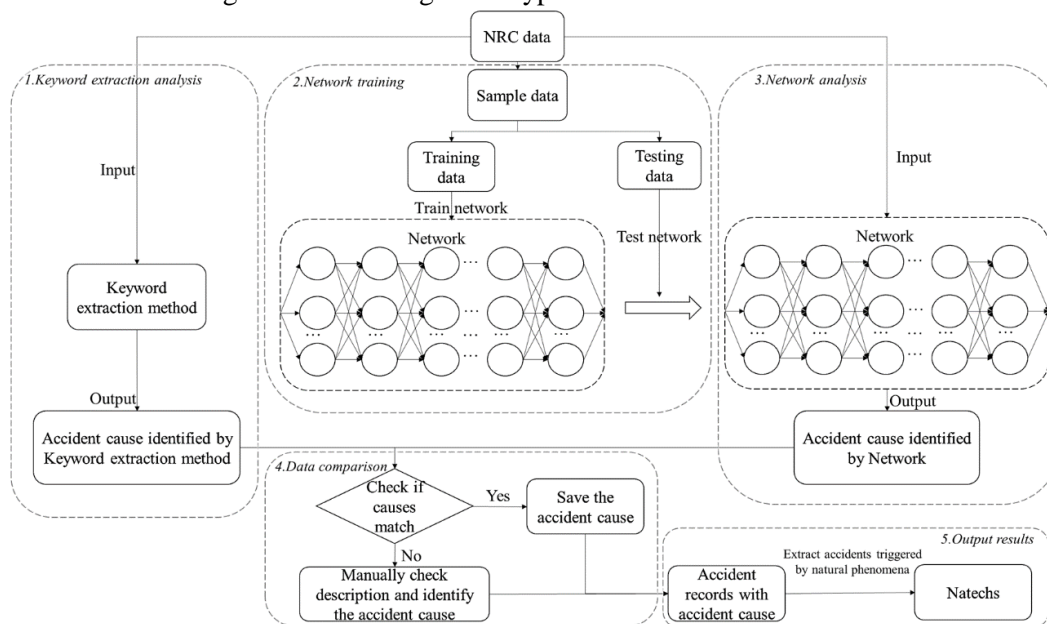 NRC data
1.Keyword extraction analysis
2.Network training
3.Network analysis
Sample data
Training
data
Testing
data
Input
Input
Train network
Network
Test network
Network
...
...
...
...
...
...
...
...
Keyword
extraction method
Output
Output
Accident cause identified by
Keyword extraction method
Accident cause identified
by Network
4.Data comparison
Check if
causes
match
Yes
Save the
accident cause
No
Manually check
description and identify
the accident cause
5.Output results
Extract accidents triggered
by natural phenomena
Accident
records with
accident cause
Natechs